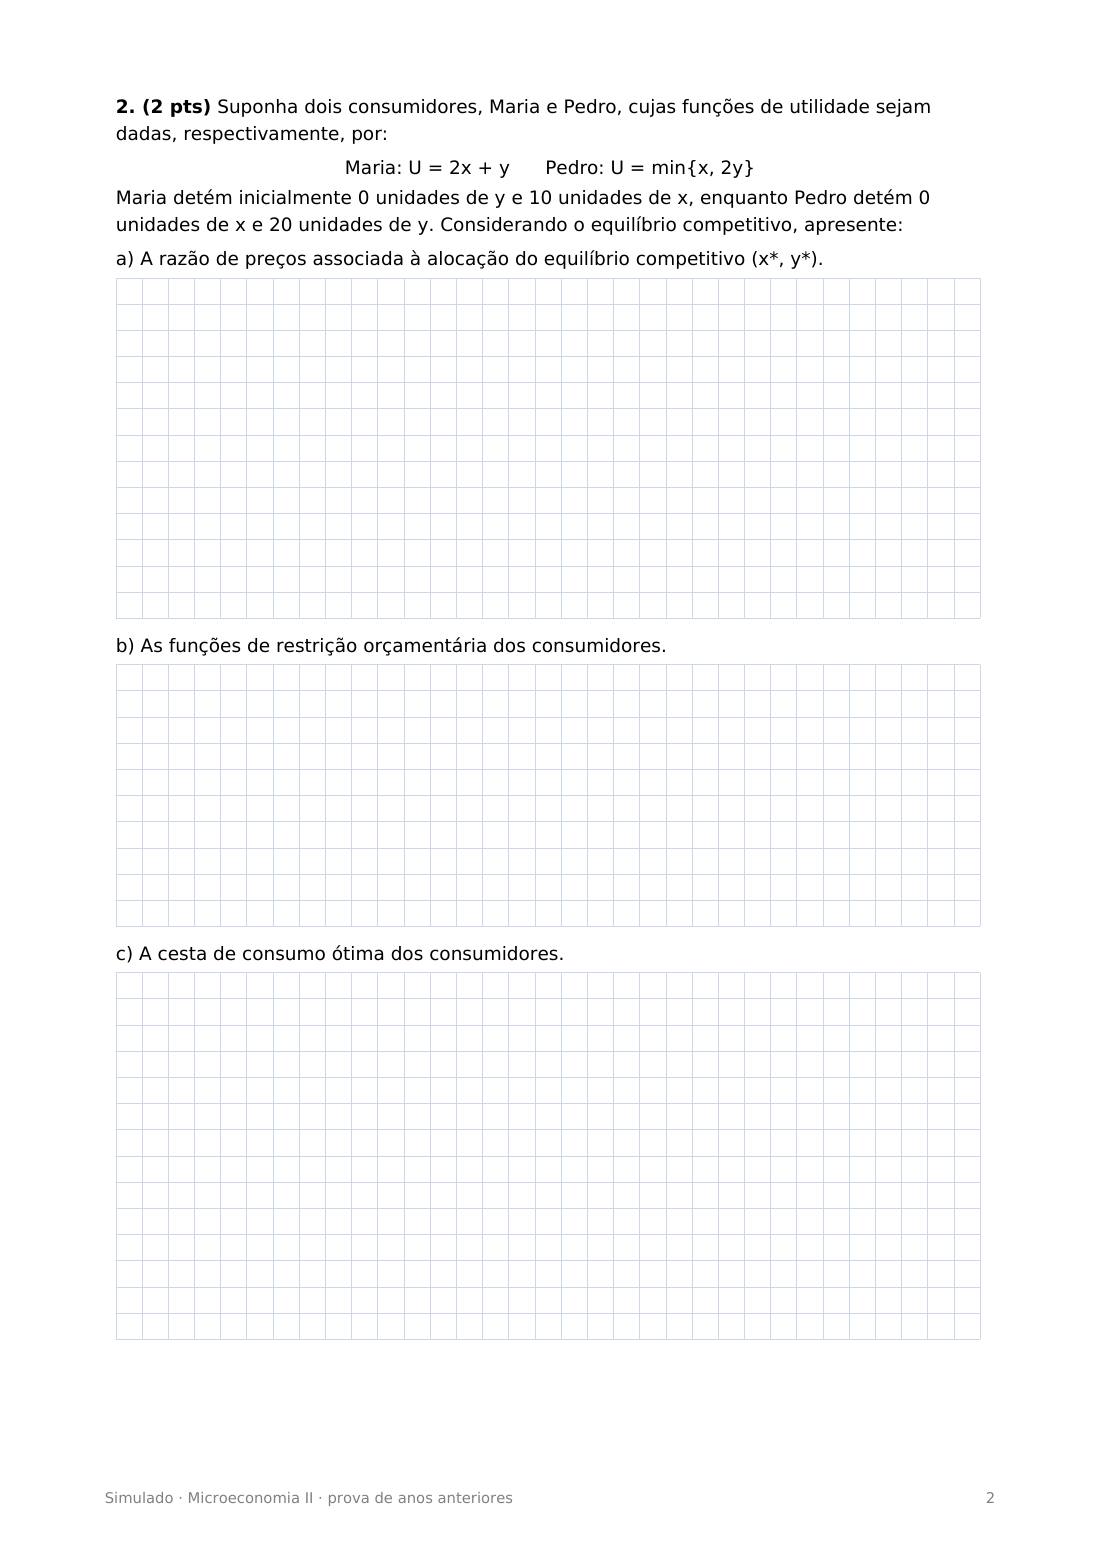 2. (2 pts) Suponha dois consumidores, Maria e Pedro, cujas funções de utilidade sejam
dadas, respectivamente, por:
Maria: U = 2x + y Pedro: U = min{x, 2y}
Maria detém inicialmente 0 unidades de y e 10 unidades de x, enquanto Pedro detém 0
unidades de x e 20 unidades de y. Considerando o equilíbrio competitivo, apresente:
a) A razão de preços associada à alocação do equilíbrio competitivo (x*, y*).
b) As funções de restrição orçamentária dos consumidores.
c) A cesta de consumo ótima dos consumidores.
Simulado · Microeconomia II · prova de anos anteriores
2